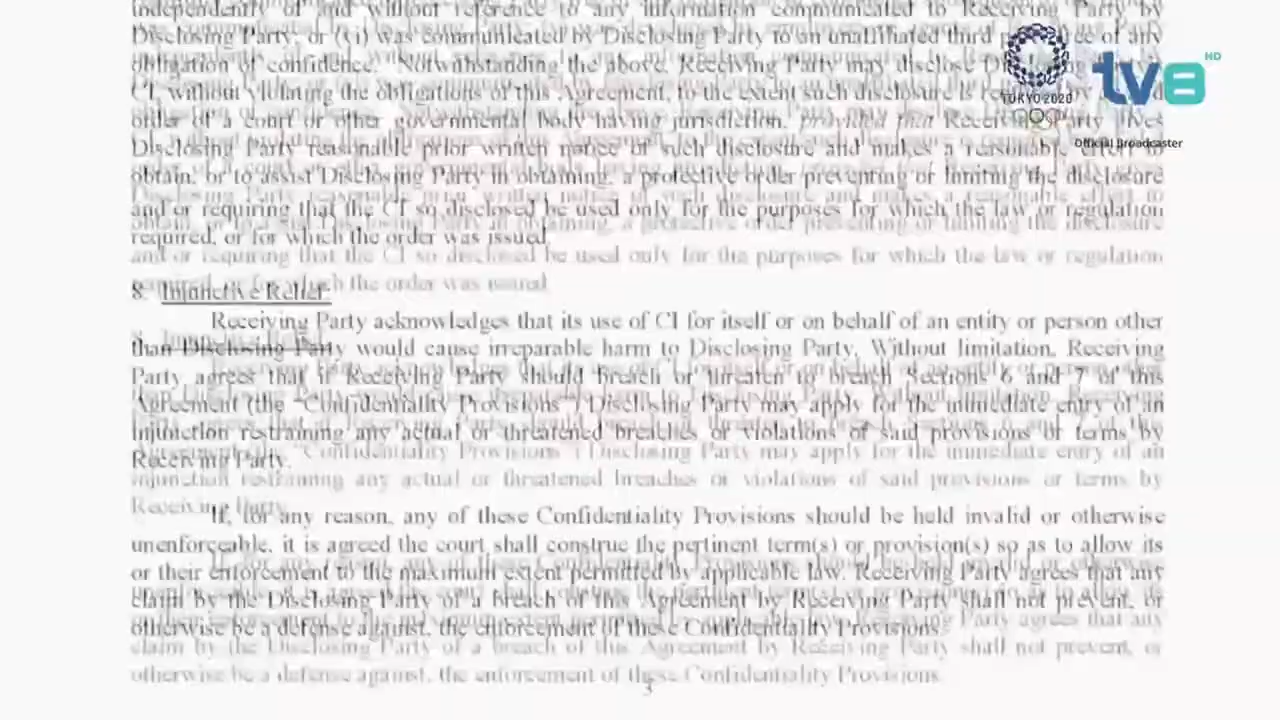 independently of and without reference to any information communicated to Receiving Party by
Disclosing Party; or (vi) was communicated by Disclosing Party to an unaffiliated third of any
obligation of confidence. Notwithstanding the above, Receiving Party may disclose
CI, without violating the obligations of this Agreement, to the extent such disclosure is
order of a court or other governmental body having jurisdiction, provided that
Disclosing Party reasonable prior written notice of such disclosure and makes a reasonable effort to
obtain, or to assist Disclosing Party in obtaining, a protective order preventing or limiting the disclosure
and/or requiring that the CI so disclosed be used only for the purposes for which the law or regulation
required, or for which the order was issued.
8. Injunctive Relief.
Receiving Party acknowledges that its use of CI for itself or on behalf of an entity or person other
than Disclosing Party would cause irreparable harm to Disclosing Party. Without limitation, Receiving
Party agrees that if Receiving Party should breach or threaten to breach Sections 6 and 7 of this
Agreement (the "Confidentiality Provisions") Disclosing Party may apply for the immediate entry of an
injunction restraining any actual or threatened breaches or violations of said provisions or terms by
Receiving Party.
If, for any reason, any of these Confidentiality Provisions should be held invalid or otherwise
unenforceable, it is agreed the court shall construe the pertinent term(s) or provision(s) so as to allow its
or their enforcement to the maximum extent permitted by applicable law. Receiving Party agrees that any
claim by the Disclosing Party of a breach of this Agreement by Receiving Party shall not prevent, or
otherwise be a defense against, the enforcement of these Confidentiality Provisions.
3
TOKYO 2020
tv8 HD
Official Broadcaster